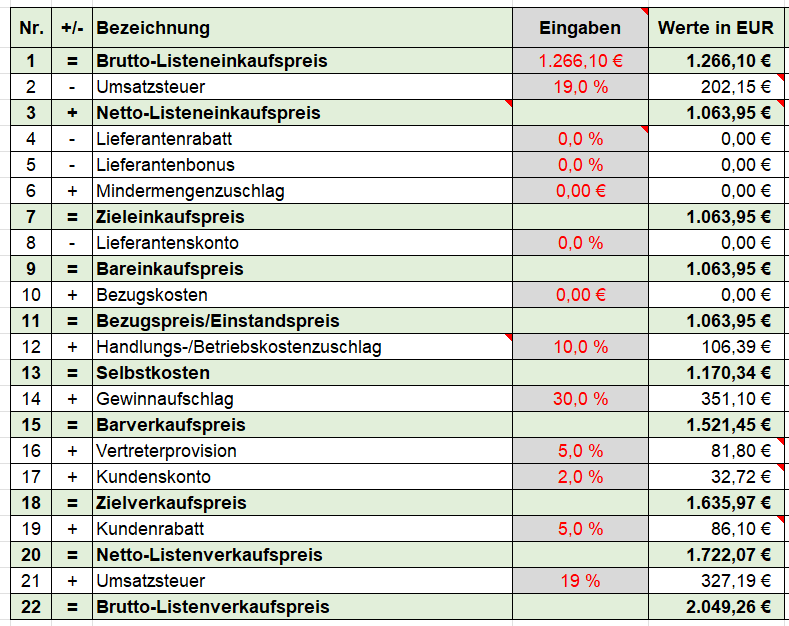 Nr. +/- Bezeichnung Eingaben Werte in EUR
1 = Brutto-Listeneinkaufspreis 1.266,10 € 1.266,10 €
2 - Umsatzsteuer 19,0 % 202,15 €
3 + Netto-Listeneinkaufspreis 1.063,95 €
4 - Lieferantenrabatt 0,0 % 0,00 €
5 - Lieferantenbonus 0,0 % 0,00 €
6 + Mindermengenzuschlag 0,00 € 0,00 €
7 = Zieleinkaufspreis 1.063,95 €
8 - Lieferantenskonto 0,0 % 0,00 €
9 = Bareinkaufspreis 1.063,95 €
10 + Bezugskosten 0,00 € 0,00 €
11 = Bezugspreis/Einstandspreis 1.063,95 €
12 + Handlungs-/Betriebskostenzuschlag 10,0 % 106,39 €
13 = Selbstkosten 1.170,34 €
14 + Gewinnaufschlag 30,0 % 351,10 €
15 = Barverkaufspreis 1.521,45 €
16 + Vertreterprovision 5,0 % 81,80 €
17 + Kundenskonto 2,0 % 32,72 €
18 = Zielverkaufspreis 1.635,97 €
19 + Kundenrabatt 5,0 % 86,10 €
20 = Netto-Listenverkaufspreis 1.722,07 €
21 + Umsatzsteuer 19 % 327,19 €
22 = Brutto-Listenverkaufspreis 2.049,26 €